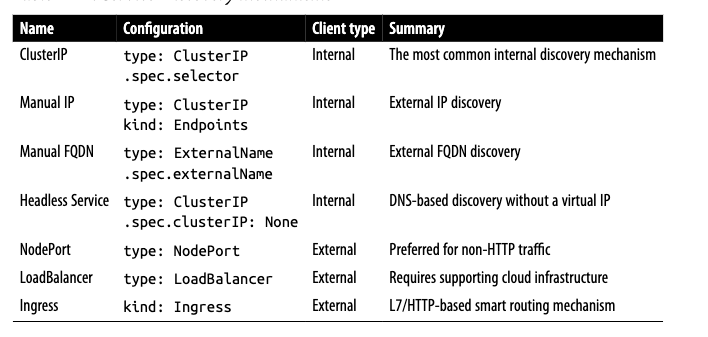 Name Configuration Client type Summary
ClusterIP type: ClusterIP Internal The most common internal discovery mechanism
.spec.selector
Manual IP type: ClusterIP Internal External IP discovery
kind: Endpoints
Manual FQDN type: ExternalName Internal External FQDN discovery
.spec.externalName
Headless Service type: ClusterIP Internal DNS-based discovery without a virtual IP
.spec.clusterIP: None
NodePort type: NodePort External Preferred for non-HTTP traffic
LoadBalancer type: LoadBalancer External Requires supporting cloud infrastructure
Ingress kind: Ingress External L7/HTTP-based smart routing mechanism